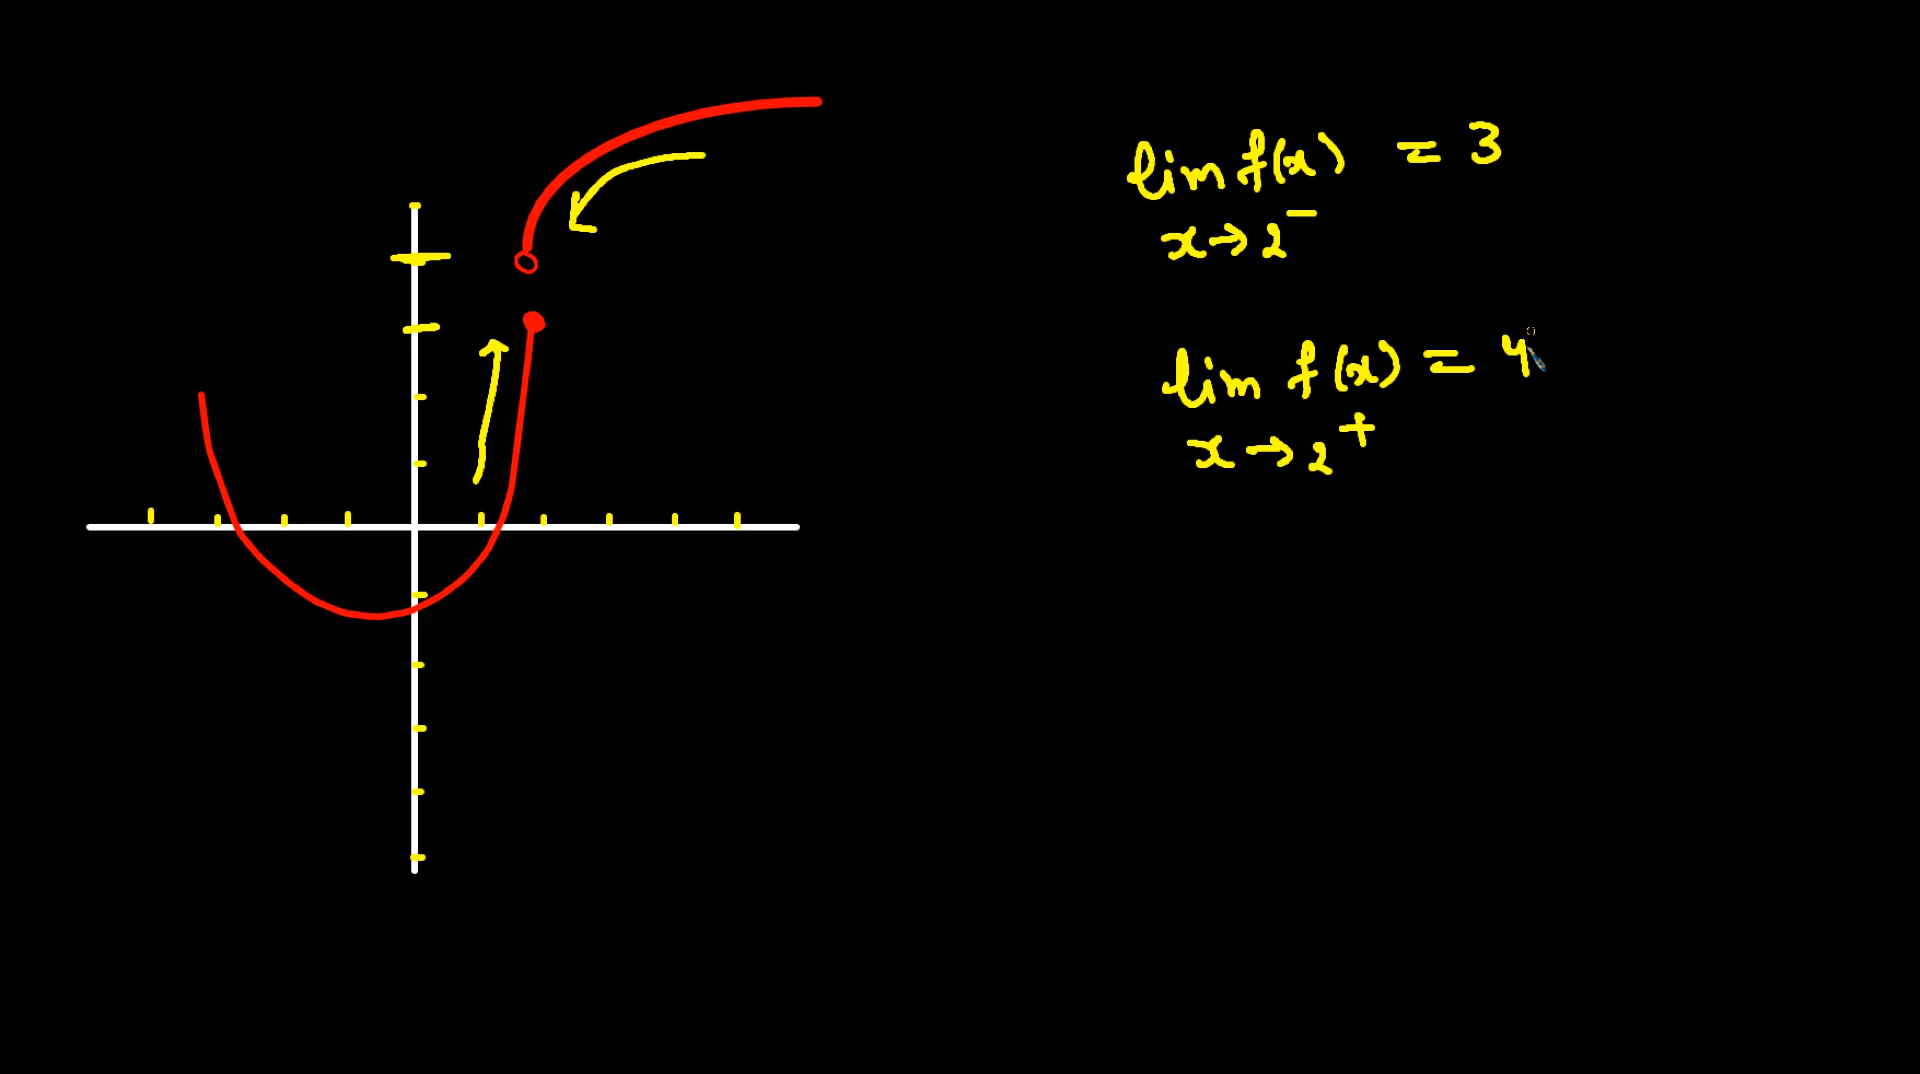 lim f(x) = 3
x→2⁻
lim f(x) = 4
x→2⁺